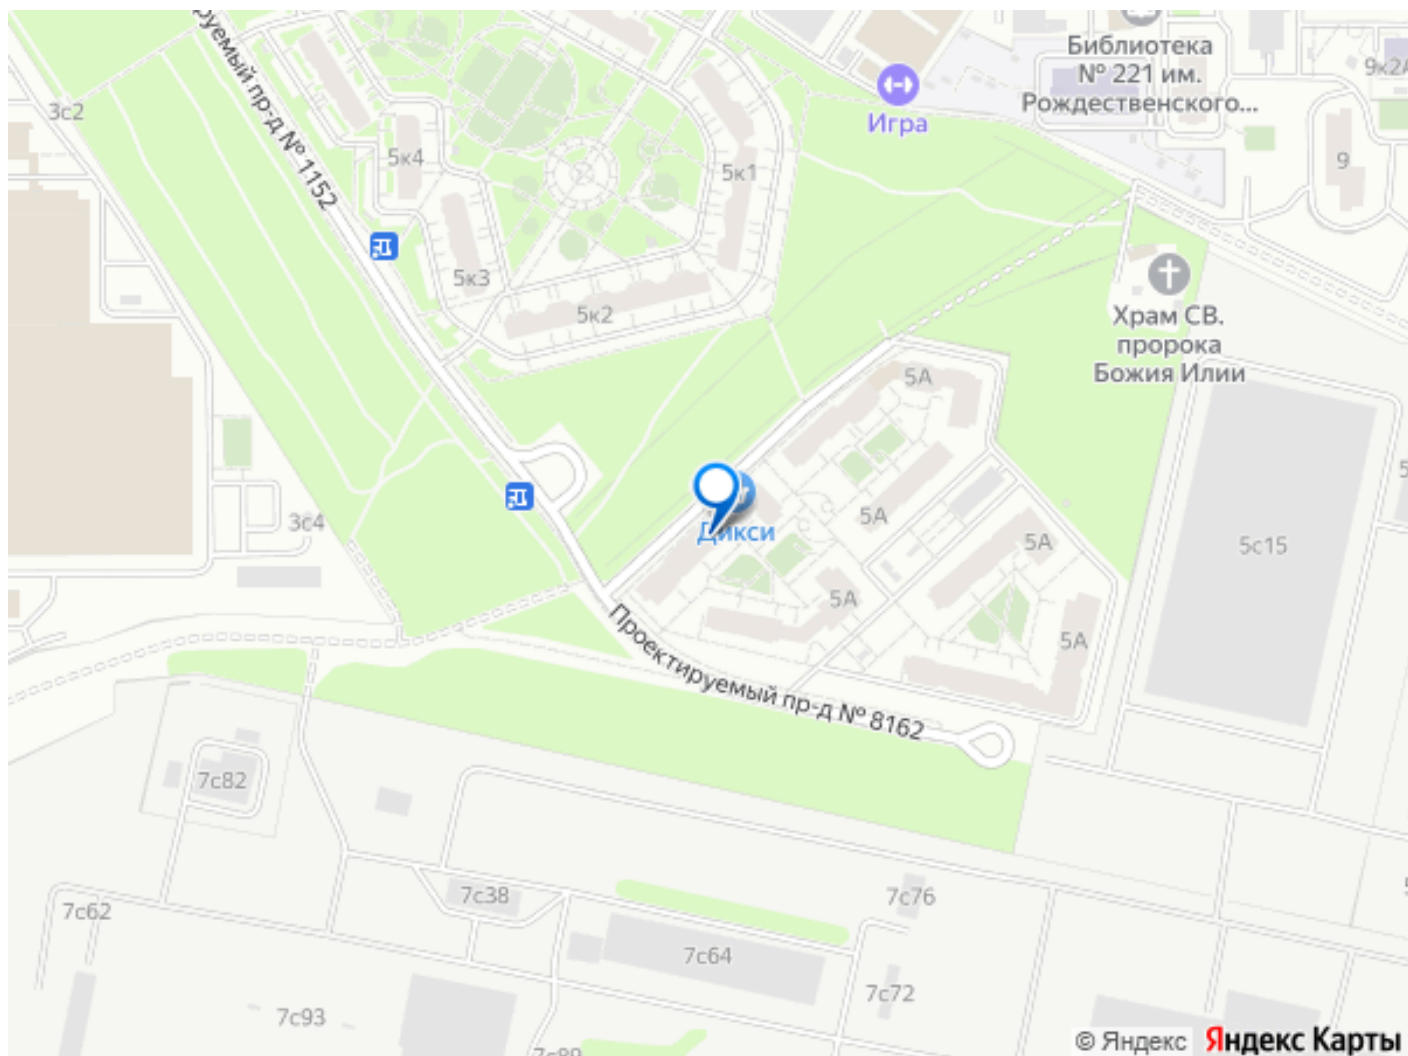 Библиотека
№ 221 им.
Рождественского...
9к2А
3с2
руемый пр-д № 1152
Игра
5к4
5к1
9
5к3
5к2
Храм СВ.
пророка
Божия Илии
5А
3с4
Дикси
5А
5А
5с15
5А
5А
Проектируемый пр-д № 8162
7с82
7с38
7с76
7с62
7с64
7с72
7с93
7с89
© Яндекс Яндекс Карты